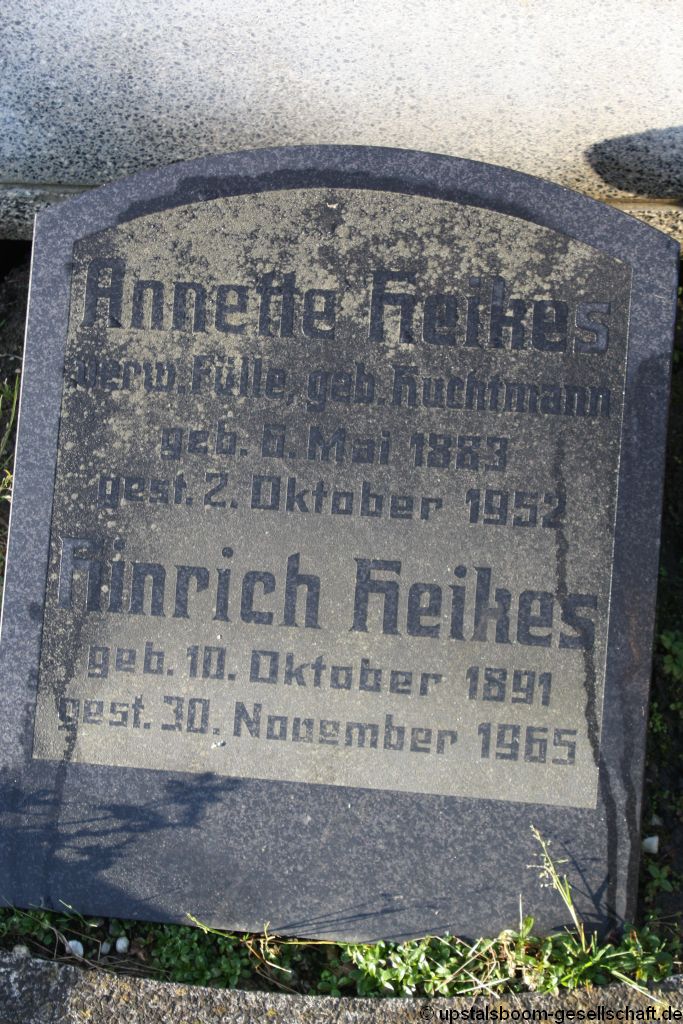 Annette Heikes
verw. Fülle, geb. Kuchtmann
geb. 6. Mai 1883
gest. 2. Oktober 1952
Hinrich Heikes
geb. 10. Oktober 1891
gest. 30. November 1965
© upstalsboom-gesellschaft.de